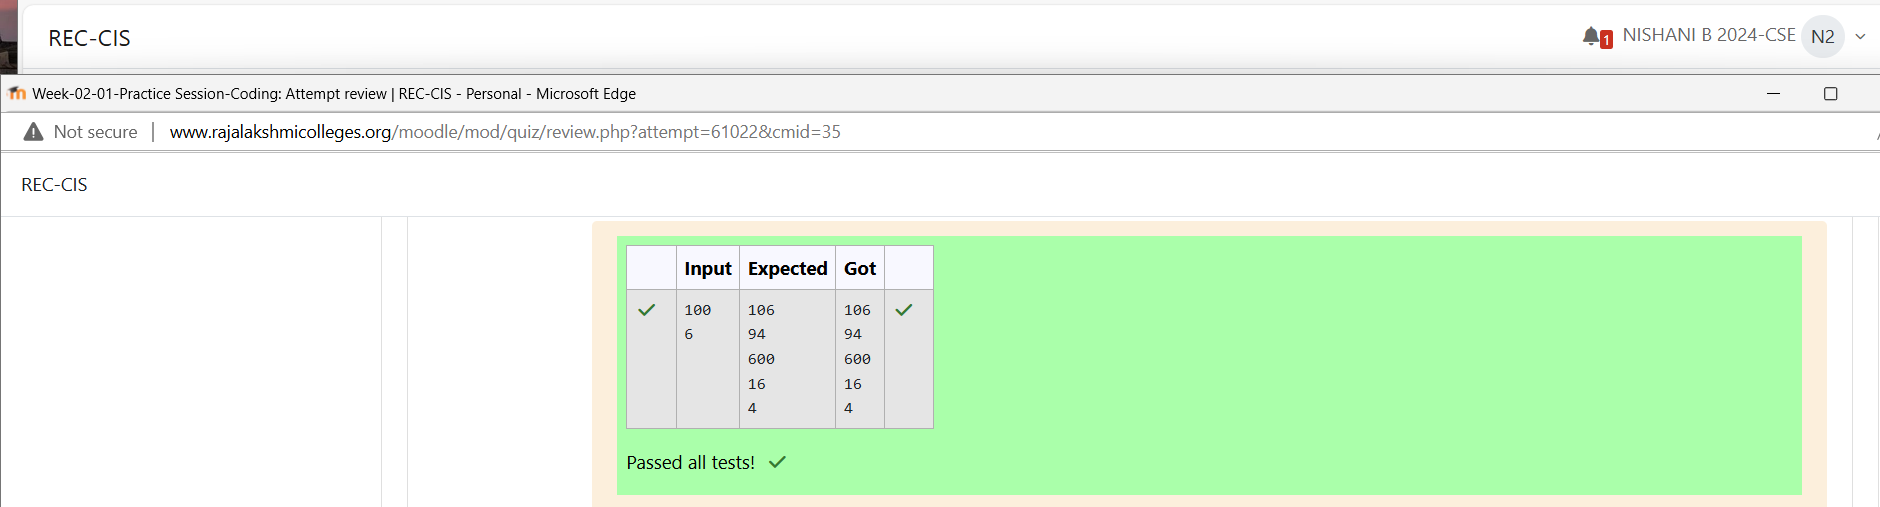 REC-CIS
1 NISHANI B 2024-CSE N2
Week-02-01-Practice Session-Coding: Attempt review | REC-CIS - Personal - Microsoft Edge
Not secure | www.rajalakshmicolleges.org/moodle/mod/quiz/review.php?attempt=61022&cmid=35
REC-CIS
Input Expected Got
100 106 106
6 94 94
600 600
16 16
4 4
Passed all tests!